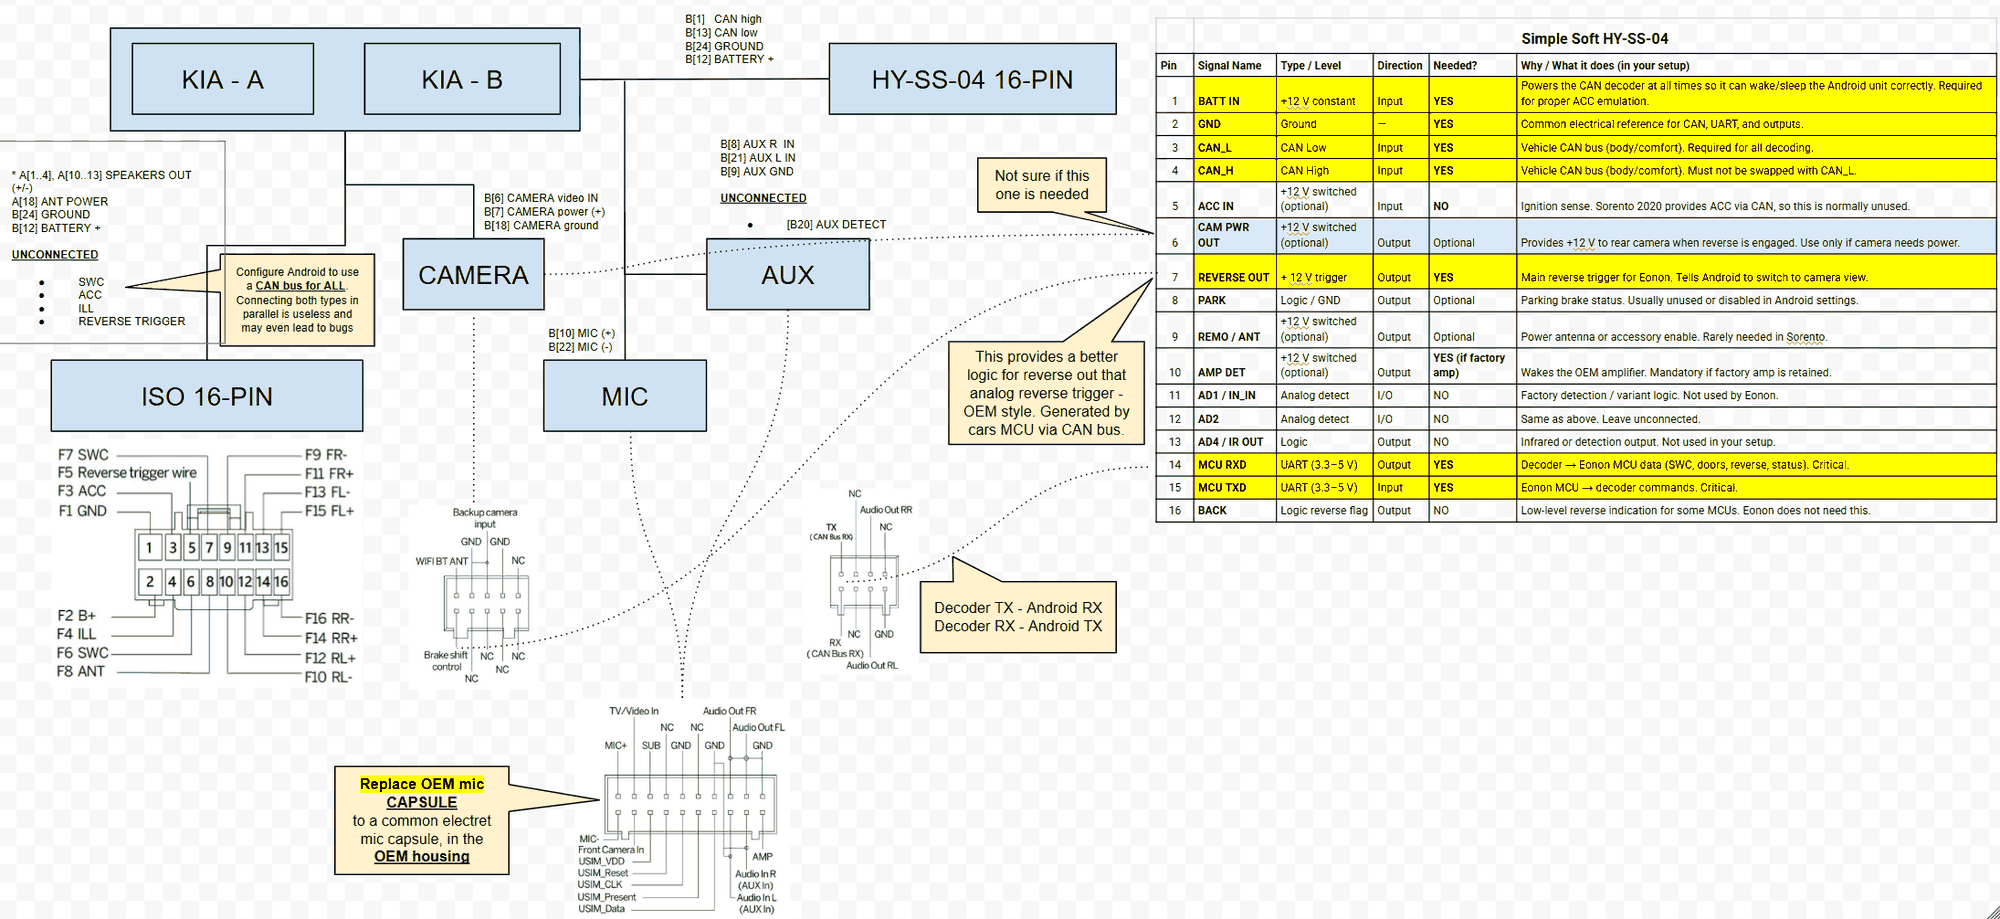 B[1] CAN high
B[13] CAN low
B[24] GROUND
B[12] BATTERY +
KIA - A
KIA - B
HY-SS-04 16-PIN
* A[1..4], A[10..13] SPEAKERS OUT
(+/-)
A[18] ANT POWER
B[24] GROUND
B[12] BATTERY +
UNCONNECTED
● SWC
● ACC
● ILL
● REVERSE TRIGGER
Configure Android to use
a CAN bus for ALL.
Connecting both types in
parallel is useless and
may even lead to bugs
B[6] CAMERA video IN
B[7] CAMERA power (+)
B[18] CAMERA ground
CAMERA
B[8] AUX R IN
B[21] AUX L IN
B[9] AUX GND
UNCONNECTED
● [B20] AUX DETECT
AUX
B[10] MIC (+)
B[22] MIC (-)
MIC
ISO 16-PIN
Not sure if this
one is needed
This provides a better
logic for reverse out that
analog reverse trigger -
OEM style. Generated by
cars MCU via CAN bus.
Decoder TX - Android RX
Decoder RX - Android TX
Replace OEM mic
CAPSULE
to a common electret
mic capsule, in the
OEM housing
F7 SWC
F5 Reverse trigger wire
F3 ACC
F1 GND
F9 FR-
F11 FR+
F13 FL-
F15 FL+
1 3 5 7 9 11 13 15
2 4 6 8 10 12 14 16
F2 B+
F4 ILL
F6 SWC
F8 ANT
F16 RR-
F14 RR+
F12 RL+
F10 RL-
Backup camera
input
GND GND
WIFI BT ANT
NC
Brake shift
control
NC
NC
NC
NC
NC
Audio Out RR
TX
( CAN Bus RX)
NC
RX
( CAN Bus RX)
NC
GND
Audio Out RL
TV/Video In
Audio Out FR
NC
NC
Audio Out FL
MIC+
SUB
GND
GND
GND
MIC-
Front Camera In
USIM_VDD
USIM_Reset
USIM_CLK
USIM_Present
USIM_Data
AMP
Audio In R
(AUX In)
Audio In L
(AUX In)
Simple Soft HY-SS-04
Pin Signal Name Type / Level Direction Needed? Why / What it does (in your setup)
1 BATT IN +12 V constant Input YES Powers the CAN decoder at all times so it can wake/sleep the Android unit correctly. Required
for proper ACC emulation.
2 GND Ground — YES Common electrical reference for CAN, UART, and outputs.
3 CAN_L CAN Low Input YES Vehicle CAN bus (body/comfort). Required for all decoding.
4 CAN_H CAN High Input YES Vehicle CAN bus (body/comfort). Must not be swapped with CAN_L.
5 ACC IN +12 V switched
(optional) Input NO Ignition sense. Sorento 2020 provides ACC via CAN, so this is normally unused.
6 CAM PWR
OUT +12 V switched
(optional) Output Optional Provides +12 V to rear camera when reverse is engaged. Use only if camera needs power.
7 REVERSE OUT + 12 V trigger Output YES Main reverse trigger for Eonon. Tells Android to switch to camera view.
8 PARK Logic / GND Output Optional Parking brake status. Usually unused or disabled in Android settings.
9 REMO / ANT +12 V switched
(optional) Output Optional Power antenna or accessory enable. Rarely needed in Sorento.
10 AMP DET +12 V switched
(optional) Output YES (if factory
amp) Wakes the OEM amplifier. Mandatory if factory amp is retained.
11 AD1 / IN_IN Analog detect I/O NO Factory detection / variant logic. Not used by Eonon.
12 AD2 Analog detect I/O NO Same as above. Leave unconnected.
13 AD4 / IR OUT Logic Output NO Infrared or detection output. Not used in your setup.
14 MCU RXD UART (3.3–5 V) Output YES Decoder → Eonon MCU data (SWC, doors, reverse, status). Critical.
15 MCU TXD UART (3.3–5 V) Input YES Eonon MCU → decoder commands. Critical.
16 BACK Logic reverse flag Output NO Low-level reverse indication for some MCUs. Eonon does not need this.